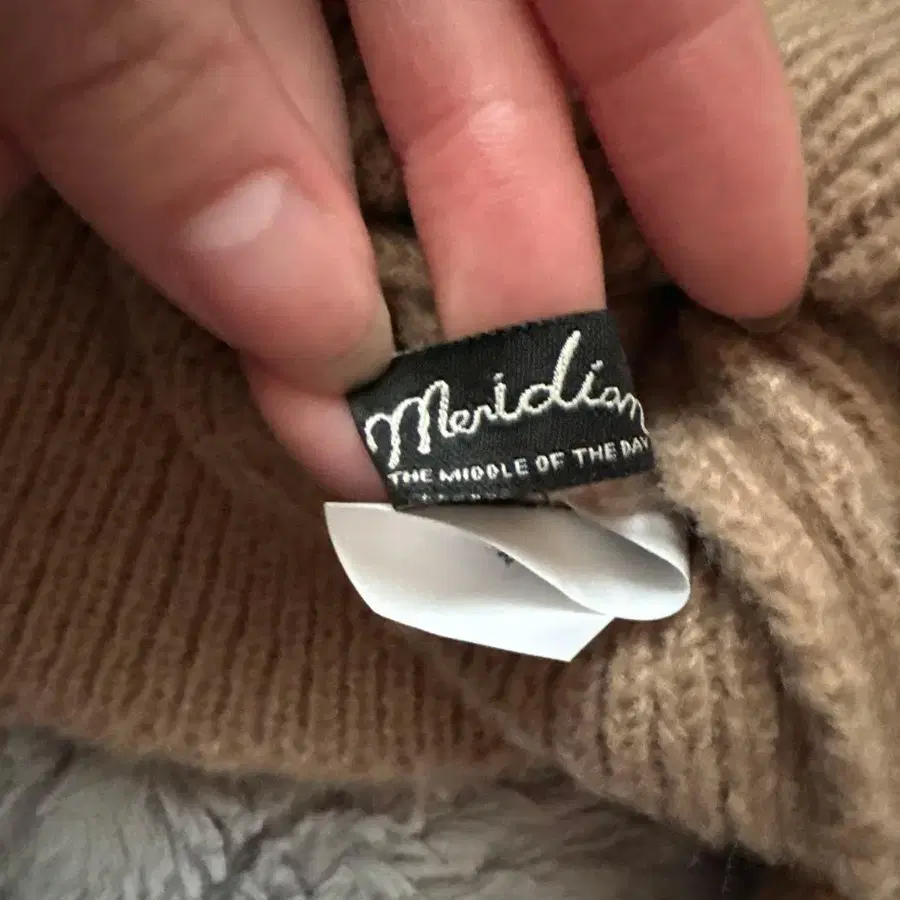 Meridian
THE MIDDLE OF THE DAY